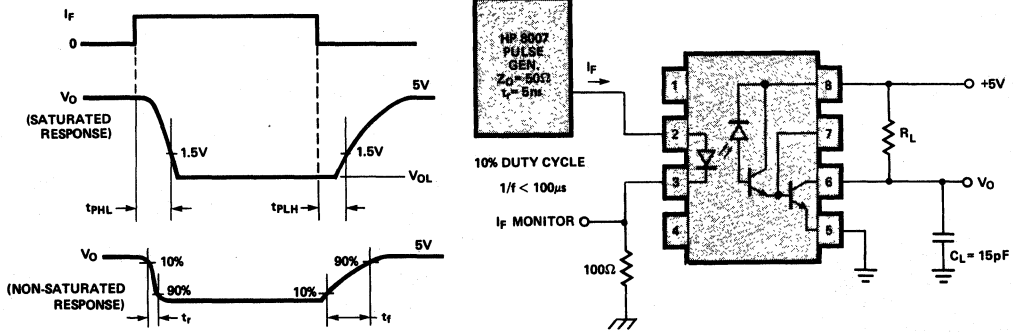 IF
0
VO
(SATURATED
RESPONSE)
5V
1.5V
1.5V
VOL
tPHL
tPLH
VO
(NON-SATURATED
RESPONSE)
10%
90%
90%
10%
5V
tr
tf
HP 8007
PULSE
GEN.
ZO = 50Ω
tr = 5ns
IF
10% DUTY CYCLE
1/f < 100μs
IF MONITOR
100Ω
1
2
3
4
8
7
6
5
+5V
RL
VO
CL = 15pF